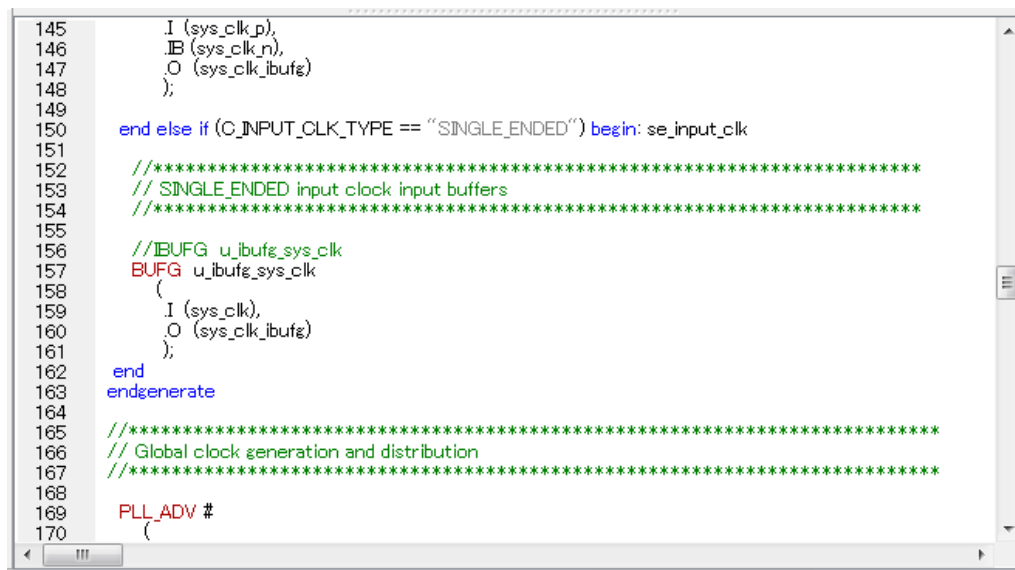 145 .I (sys_clk_p),
146 .IB (sys_clk_n),
147 .O (sys_clk_ibufg)
148 );
149
150 end else if (C_INPUT_CLK_TYPE == "SINGLE_ENDED") begin: se_input_clk
151
152 //***********************************************************************
153 // SINGLE_ENDED input clock input buffers
154 //***********************************************************************
155
156 //IBUFG u_ibufg_sys_clk
157 BUFG u_ibufg_sys_clk
158 (
159 .I (sys_clk),
160 .O (sys_clk_ibufg)
161 );
162 end
163 endgenerate
164
165 //***************************************************************************
166 // Global clock generation and distribution
167 //***************************************************************************
168
169 PLL_ADV #
170 (